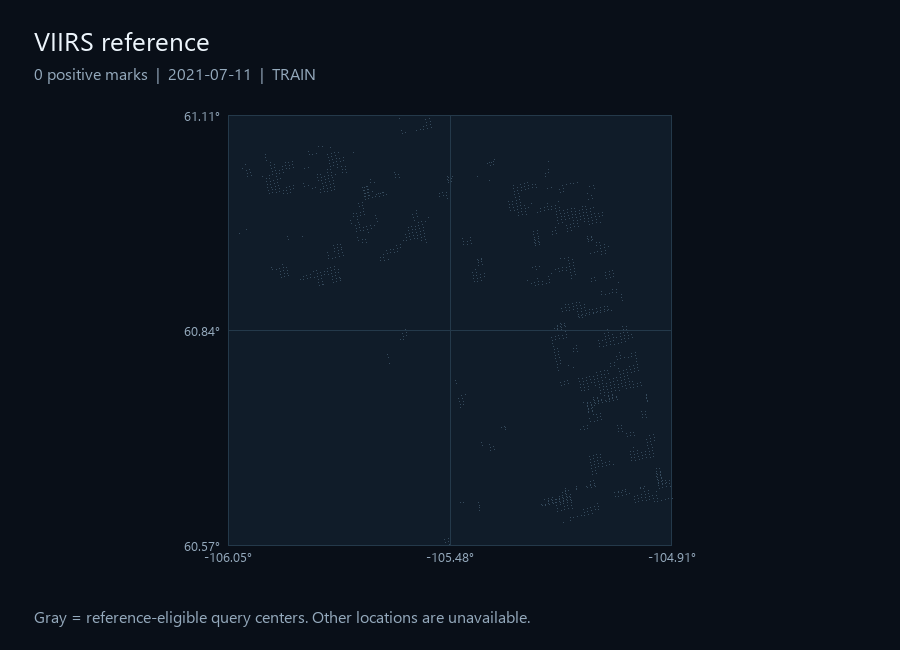 VIIRS reference
0 positive marks | 2021-07-11 | TRAIN
61.11°
60.84°
60.57°
-106.05° -105.48° -104.91°
Gray = reference-eligible query centers. Other locations are unavailable.